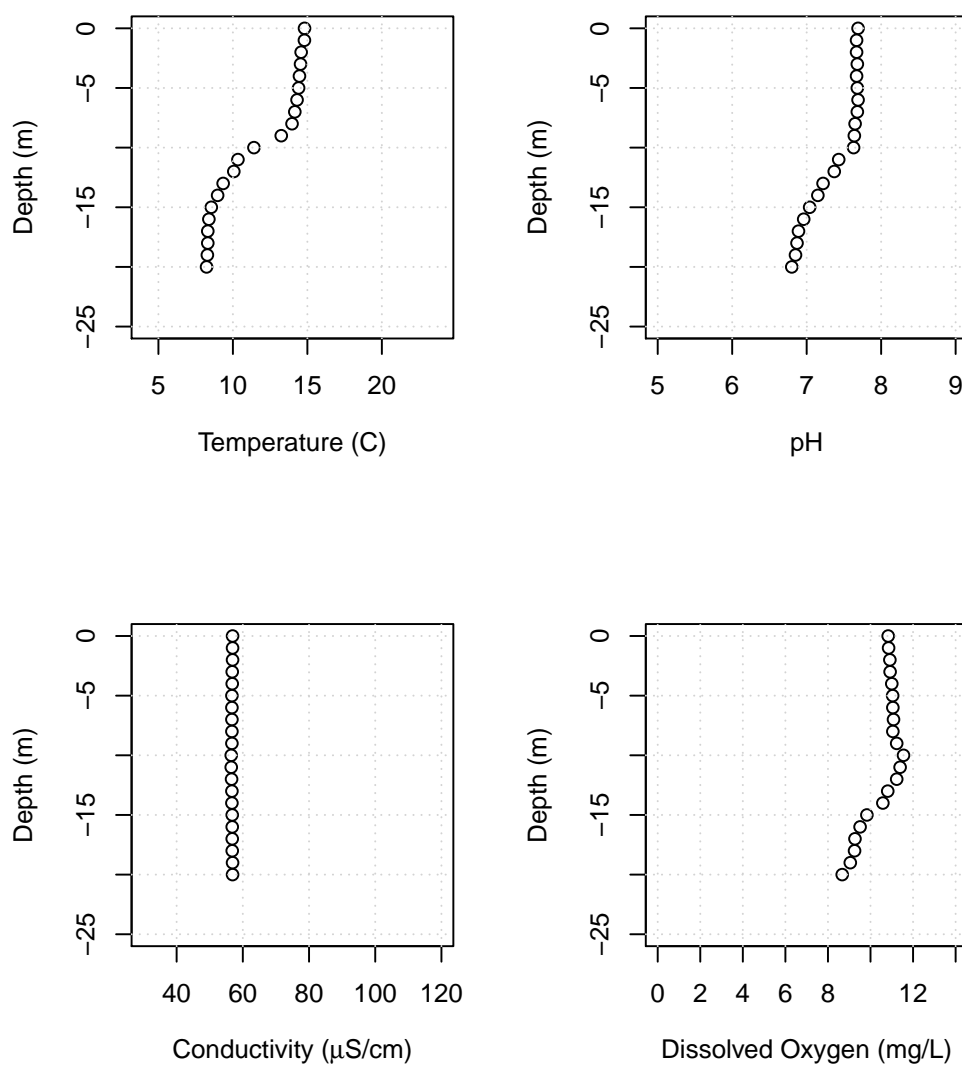 0
−5
−15
−25
Depth (m)
5 10 15 20
Temperature (C)
0
−5
−15
−25
Depth (m)
5 6 7 8 9
pH
0
−5
−15
−25
Depth (m)
40 60 80 100 120
Conductivity (μS/cm)
0
−5
−15
−25
Depth (m)
0 2 4 6 8 12
Dissolved Oxygen (mg/L)